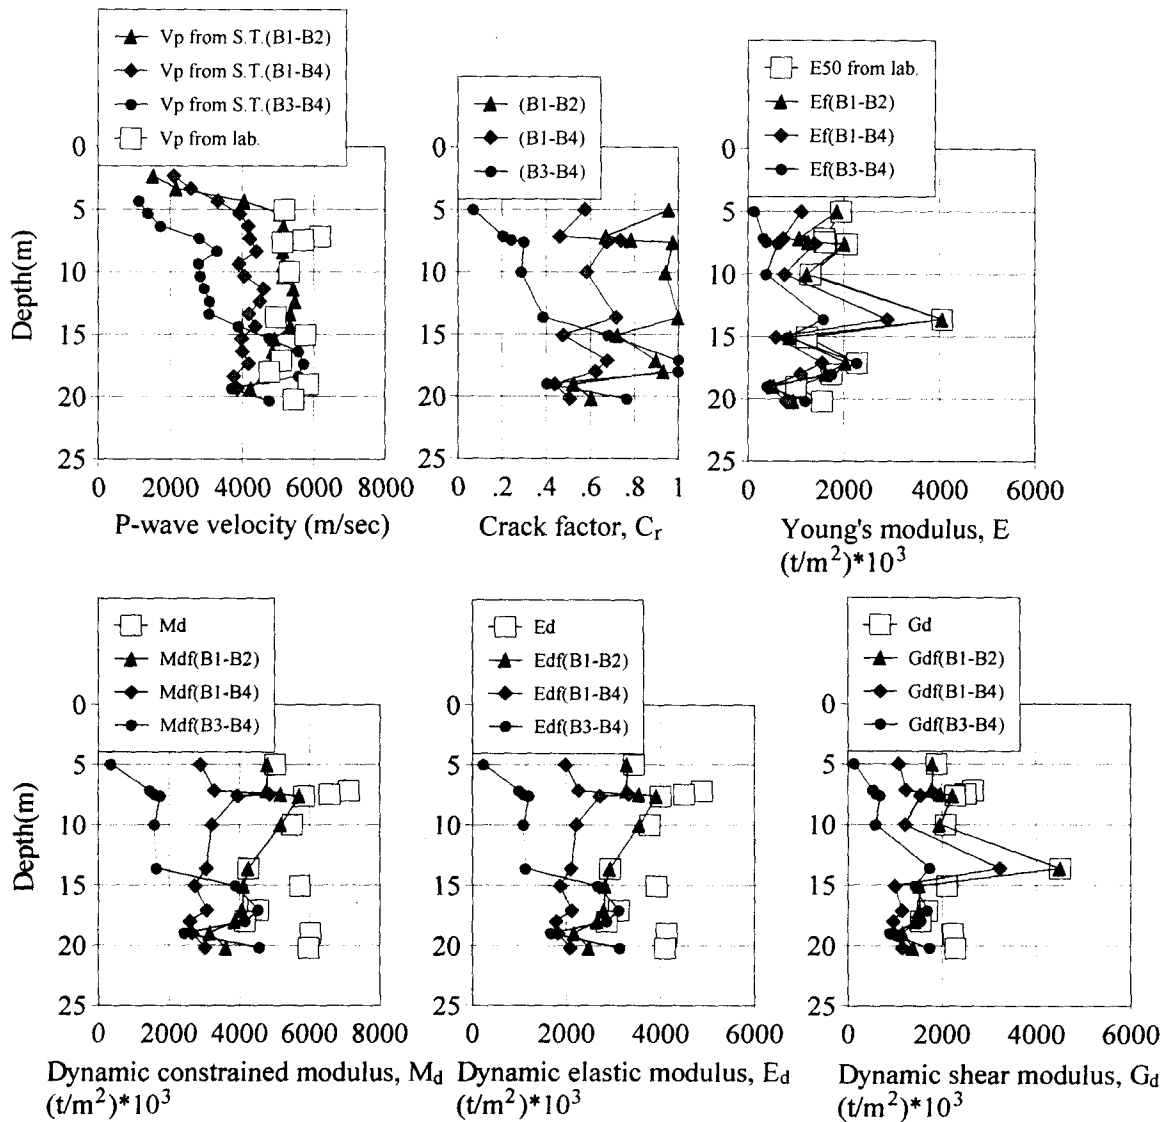 Vp from S.T.(B1-B2)
Vp from S.T.(B1-B4)
Vp from S.T.(B3-B4)
Vp from lab.
(B1-B2)
(B1-B4)
(B3-B4)
E50 from lab.
Ef(B1-B2)
Ef(B1-B4)
Ef(B3-B4)
Depth(m)
0
5
10
15
20
25
0 2000 4000 6000 8000
P-wave velocity (m/sec)
0
5
10
15
20
25
0 .2 .4 .6 .8 1
Crack factor, Cr
0
5
10
15
20
25
0 2000 4000 6000
Young's modulus, E
(t/m²)*10³
Md
Mdf(B1-B2)
Mdf(B1-B4)
Mdf(B3-B4)
Ed
Edf(B1-B2)
Edf(B1-B4)
Edf(B3-B4)
Gd
Gdf(B1-B2)
Gdf(B1-B4)
Gdf(B3-B4)
Depth(m)
0
5
10
15
20
25
0 2000 4000 6000 8000
Dynamic constrained modulus, Md
(t/m²)*10³
0
5
10
15
20
25
0 2000 4000 6000
Dynamic elastic modulus, Ed
(t/m²)*10³
0
5
10
15
20
25
0 2000 4000 6000
Dynamic shear modulus, Gd
(t/m²)*10³